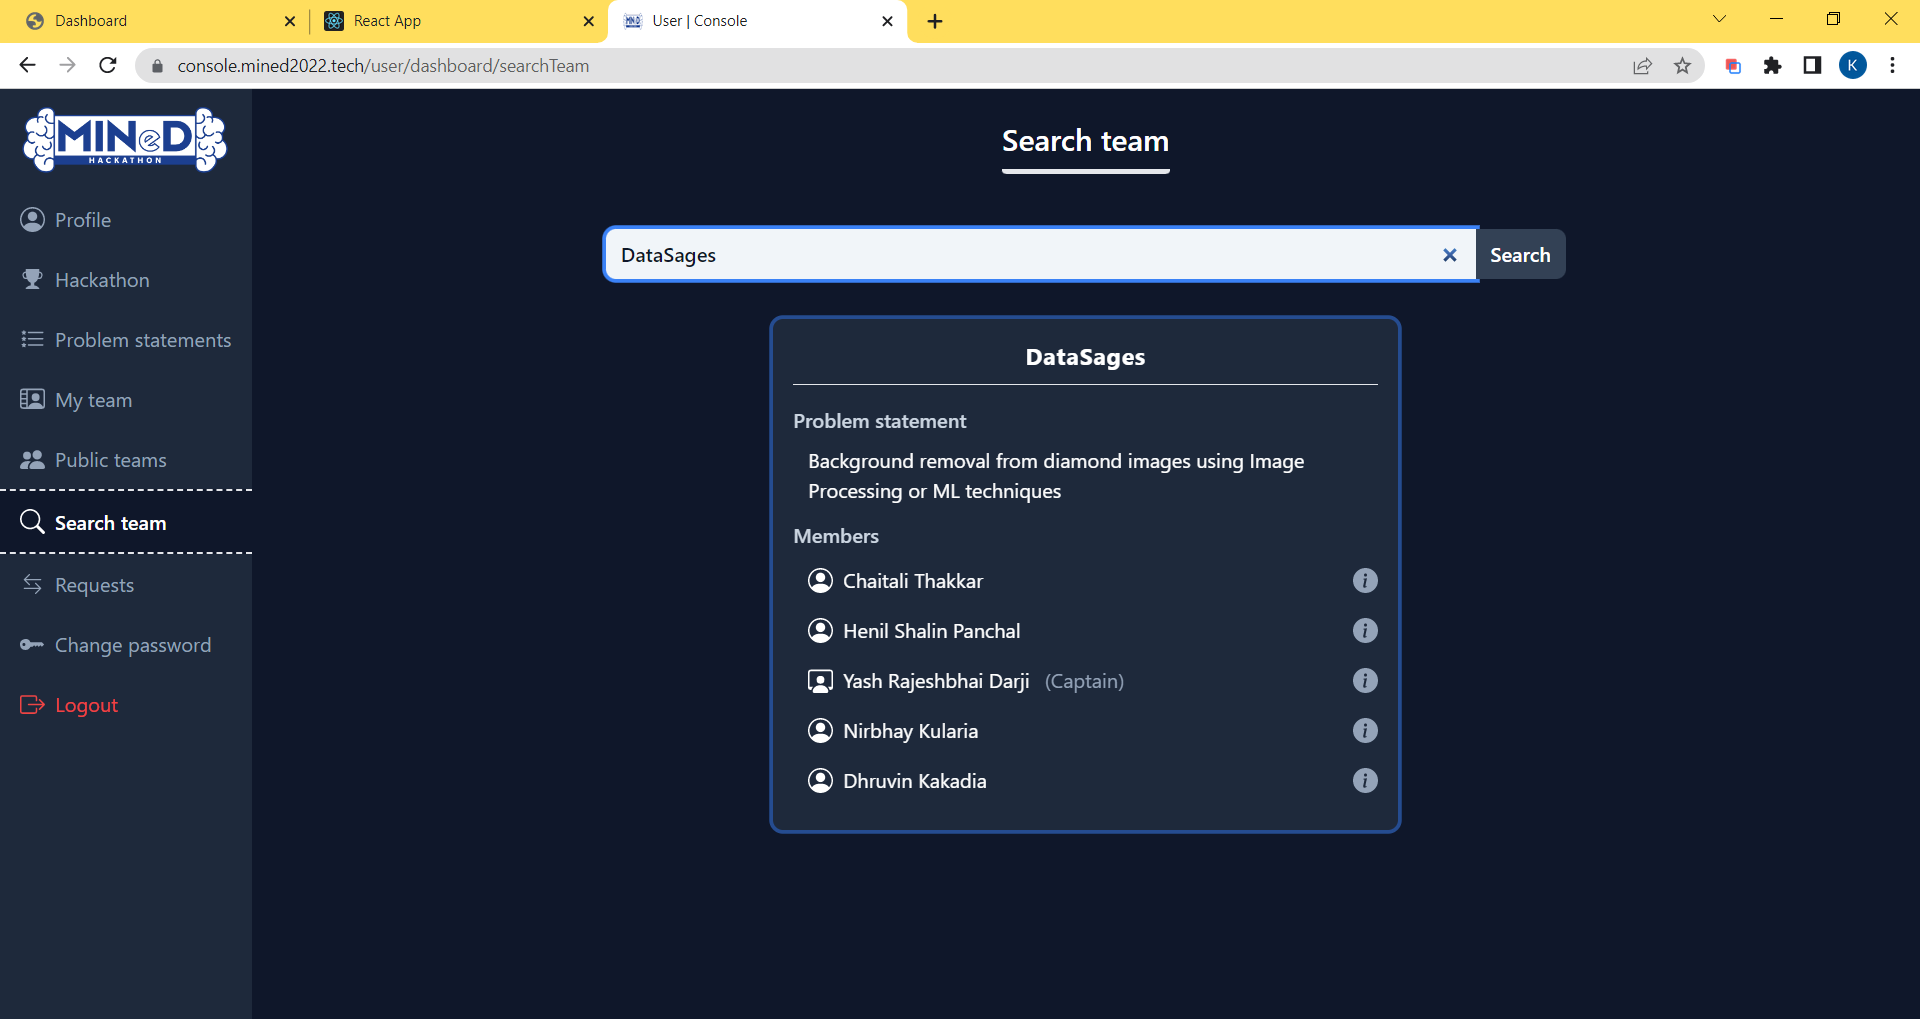 Dashboard
React App
User | Console
console.mined2022.tech/user/dashboard/searchTeam
K
MINeD
HACKATHON
Profile
Hackathon
Problem statements
My team
Public teams
Search team
Requests
Change password
Logout
Search team
DataSages
Search
DataSages
Problem statement
Background removal from diamond images using Image
Processing or ML techniques
Members
Chaitali Thakkar
Henil Shalin Panchal
Yash Rajeshbhai Darji (Captain)
Nirbhay Kularia
Dhruvin Kakadia